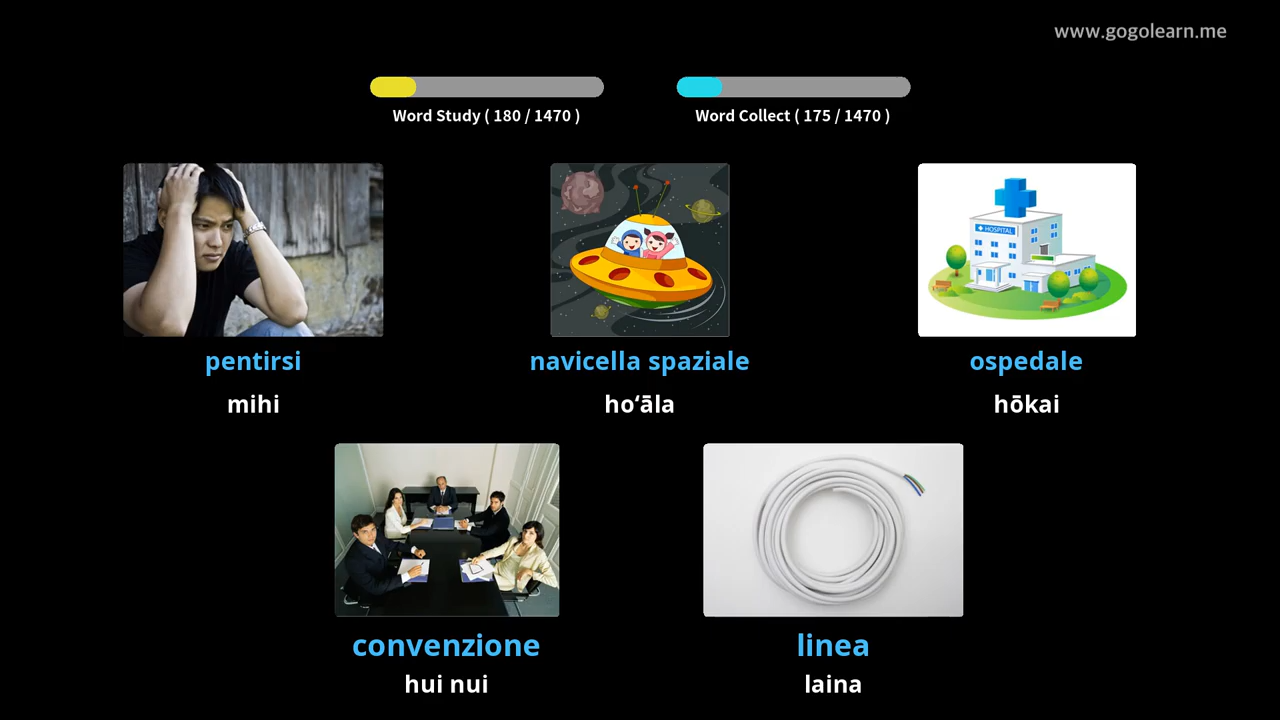 www.gogolearn.me
Word Study ( 180 / 1470 )
Word Collect ( 175 / 1470 )
HOSPITAL
pentirsi
navicella spaziale
ospedale
mihi
hoʻāla
hōkai
convenzione
linea
hui nui
laina